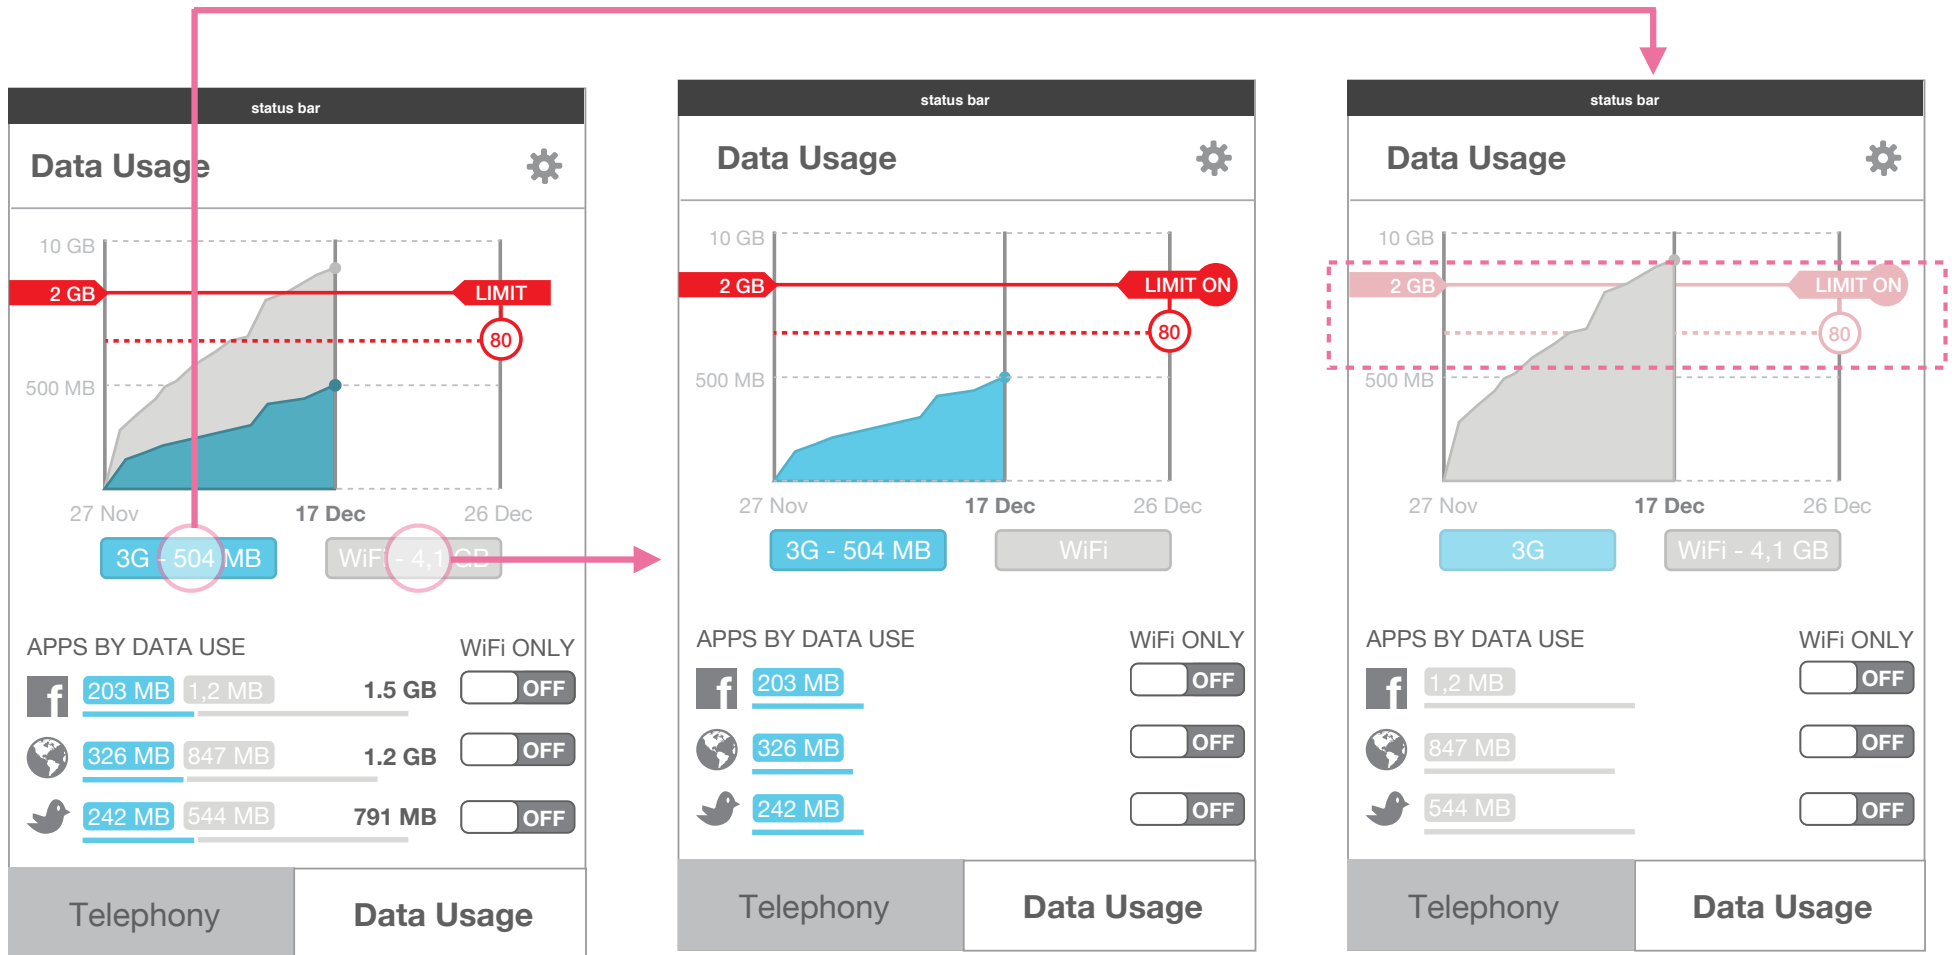 status bar
Data Usage
10 GB
2 GB
LIMIT
80
500 MB
27 Nov
17 Dec
26 Dec
3G - 504 MB
WiFi - 4,1 GB
APPS BY DATA USE
WiFi ONLY
f
203 MB
1,2 MB
1.5 GB
OFF
326 MB
847 MB
1.2 GB
OFF
242 MB
544 MB
791 MB
OFF
Telephony
Data Usage
status bar
Data Usage
10 GB
2 GB
LIMIT ON
80
500 MB
27 Nov
17 Dec
26 Dec
3G - 504 MB
WiFi
APPS BY DATA USE
WiFi ONLY
f
203 MB
OFF
326 MB
OFF
242 MB
OFF
Telephony
Data Usage
status bar
Data Usage
10 GB
2 GB
LIMIT ON
80
500 MB
27 Nov
17 Dec
26 Dec
3G
WiFi - 4,1 GB
APPS BY DATA USE
WiFi ONLY
f
1,2 MB
OFF
847 MB
OFF
544 MB
OFF
Telephony
Data Usage